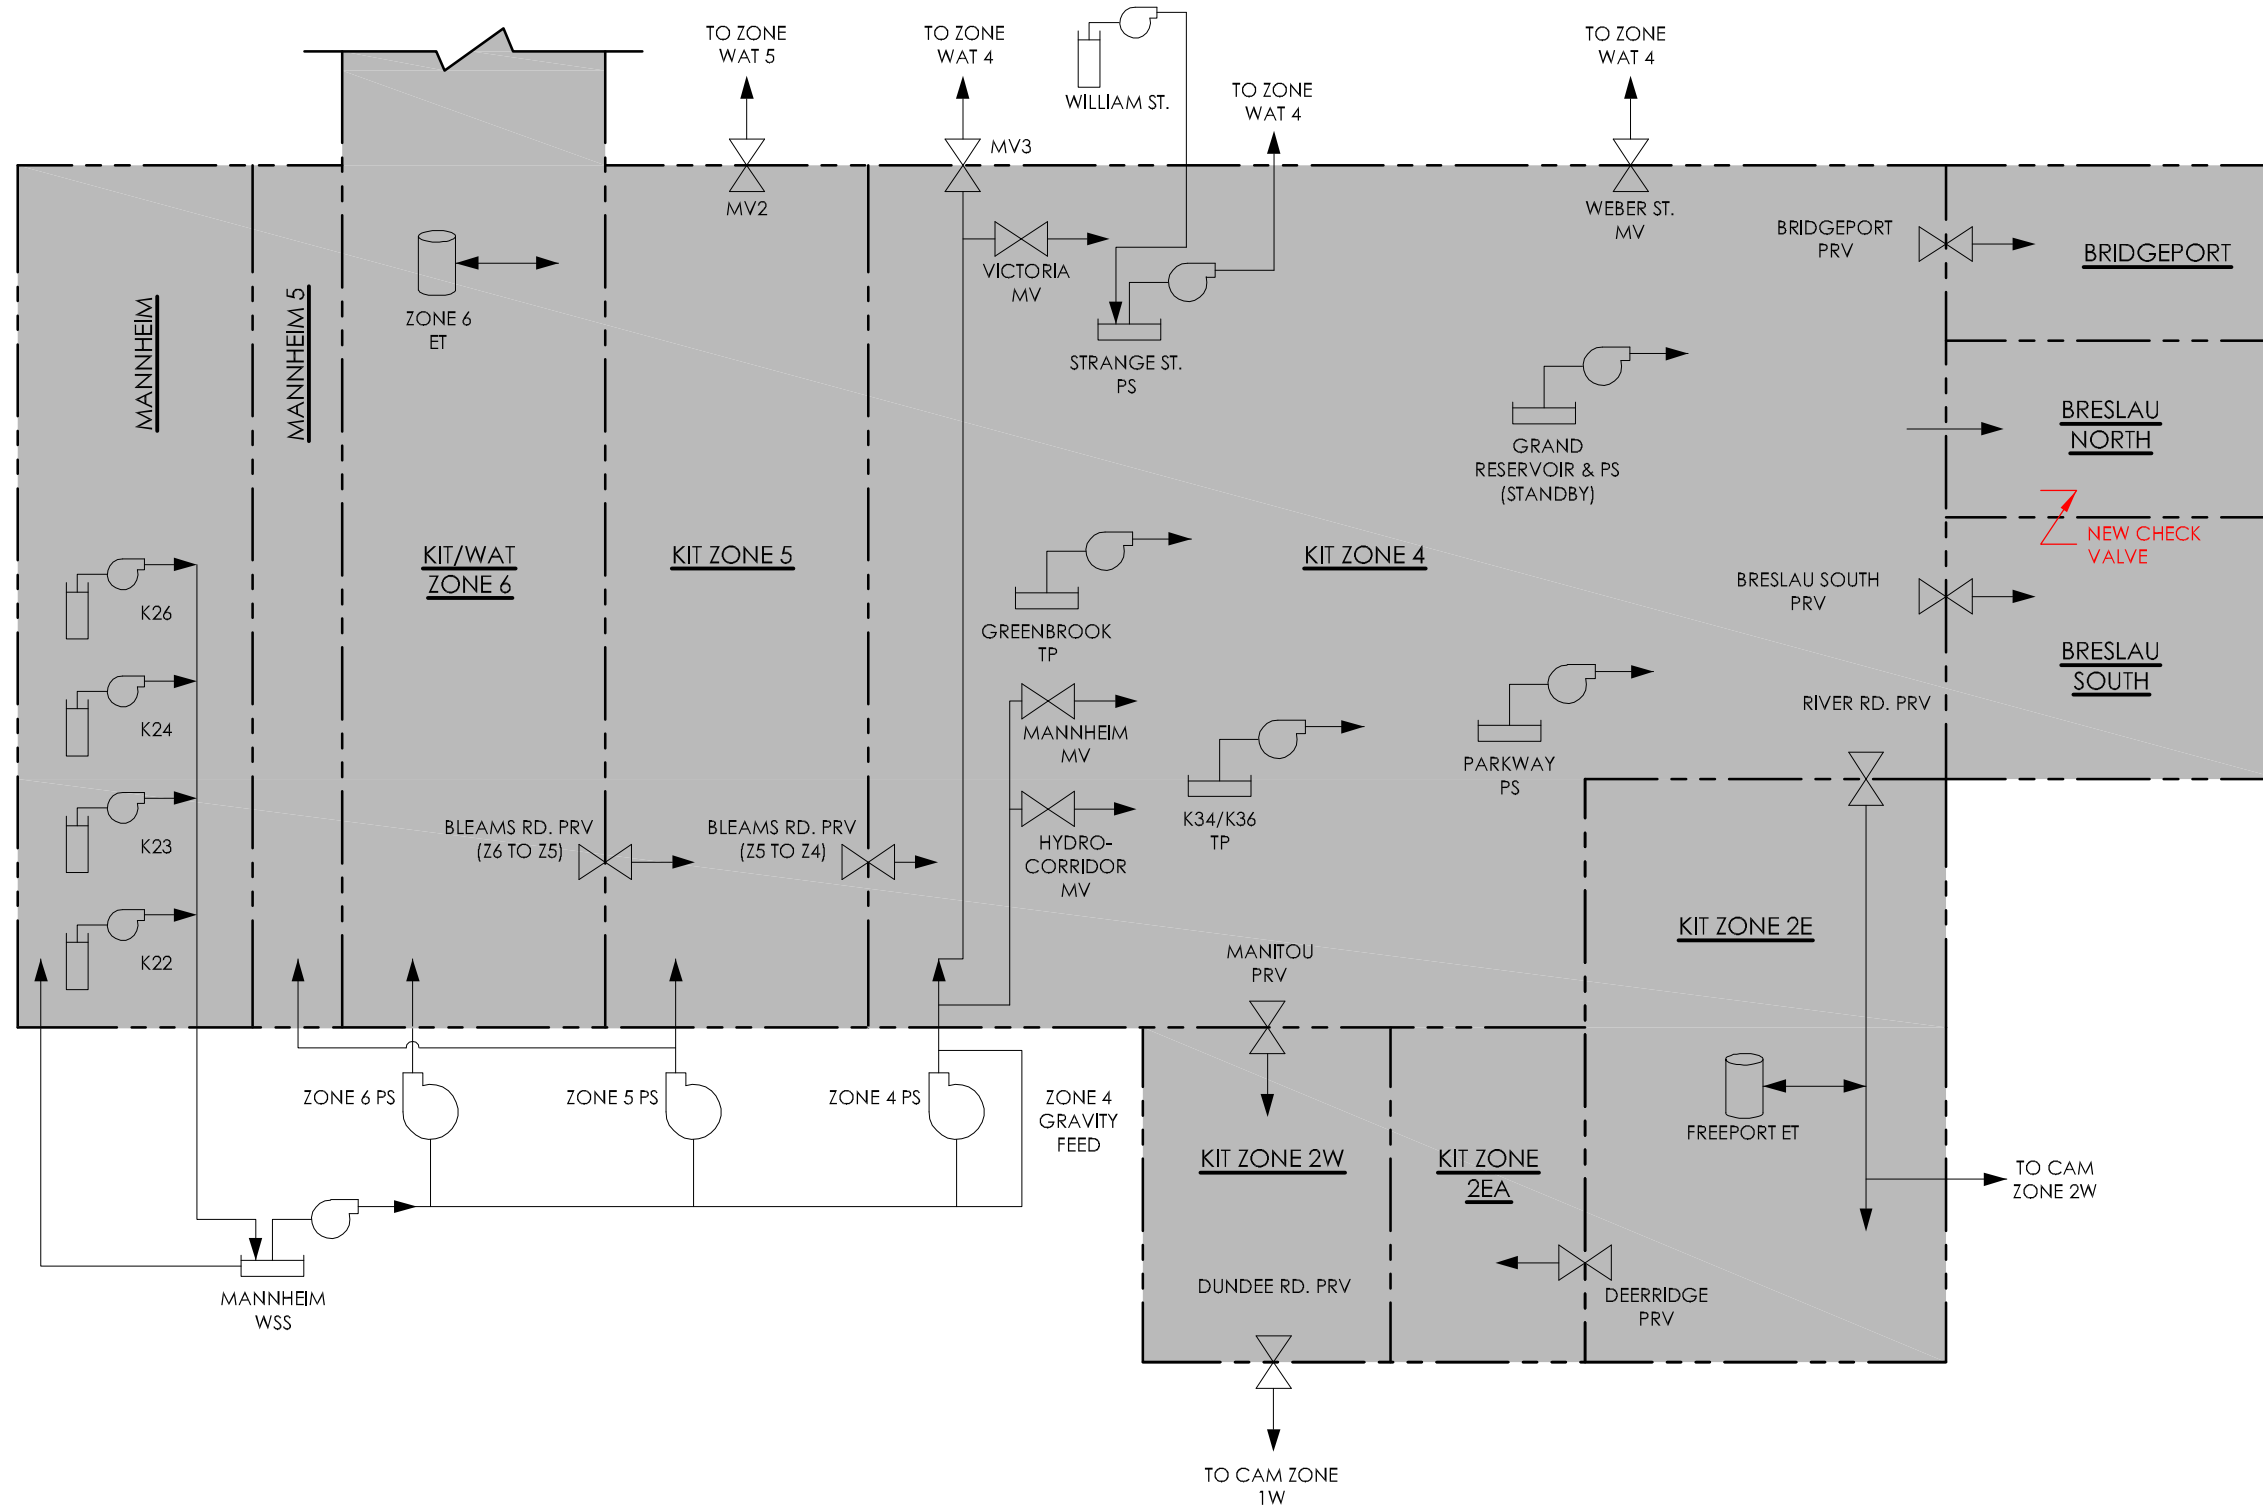 TO ZONE
WAT 5
TO ZONE
WAT 4
WILLIAM ST.
TO ZONE
WAT 4
TO ZONE
WAT 4
MV3
MV2
VICTORIA
MV
STRANGE ST.
PS
WEBER ST.
MV
BRIDGEPORT
PRV
BRIDGEPORT
MANNHEIM
MANNHEIM 5
ZONE 6
ET
GRAND
RESERVOIR & PS
(STANDBY)
BRESLAU
NORTH
NEW CHECK
VALVE
KIT/WAT
ZONE 6
KIT ZONE 5
KIT ZONE 4
BRESLAU SOUTH
PRV
BRESLAU
SOUTH
K26
K24
K23
K22
GREENBROOK
TP
MANNHEIM
MV
HYDRO-
CORRIDOR
MV
K34/K36
TP
PARKWAY
PS
RIVER RD. PRV
BLEAMS RD. PRV
(Z6 TO Z5)
BLEAMS RD. PRV
(Z5 TO Z4)
MANITOU
PRV
KIT ZONE 2E
ZONE 6 PS
ZONE 5 PS
ZONE 4 PS
ZONE 4
GRAVITY
FEED
KIT ZONE 2W
KIT ZONE
2EA
FREEPORT ET
TO CAM
ZONE 2W
MANNHEIM
WSS
DUNDEE RD. PRV
DEERRIDGE
PRV
TO CAM ZONE
1W